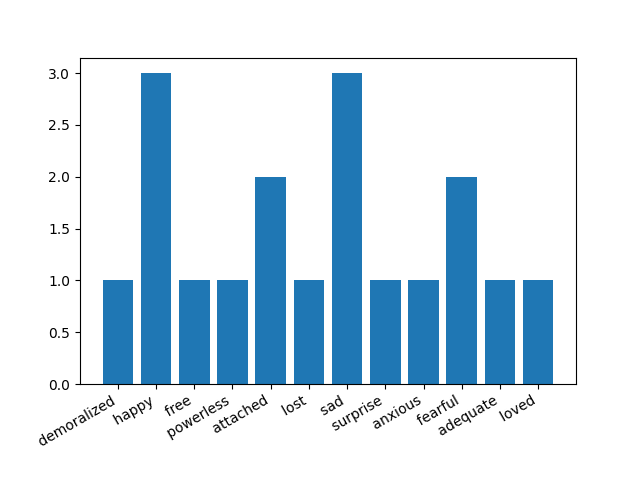 3.0
2.5
2.0
1.5
1.0
0.5
0.0
demoralized
happy
free
powerless
attached
lost
sad
surprise
anxious
fearful
adequate
loved